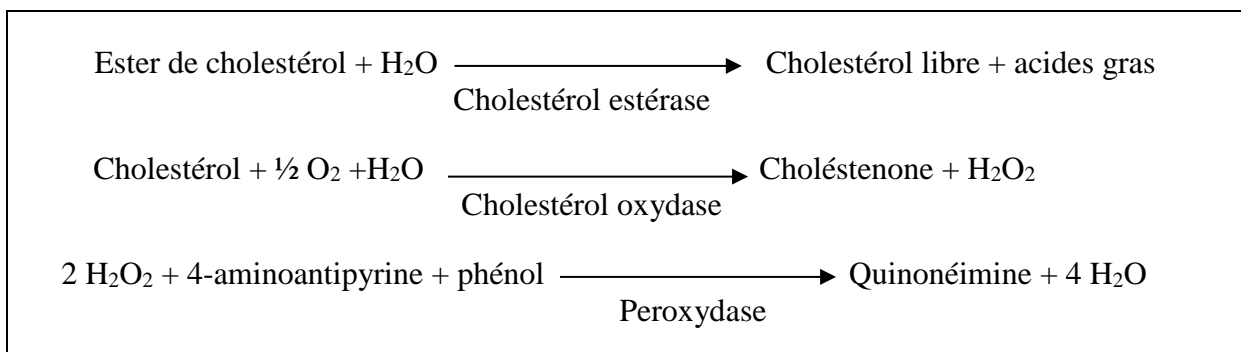 Ester de cholestérol + H₂O ⟶ Cholestérol libre + acides gras
Cholestérol estérase
Cholestérol + ½ O₂ +H₂O ⟶ Choléstenone + H₂O₂
Cholestérol oxydase
2 H₂O₂ + 4-aminoantipyrine + phénol ⟶ Quinonéimine + 4 H₂O
Peroxydase